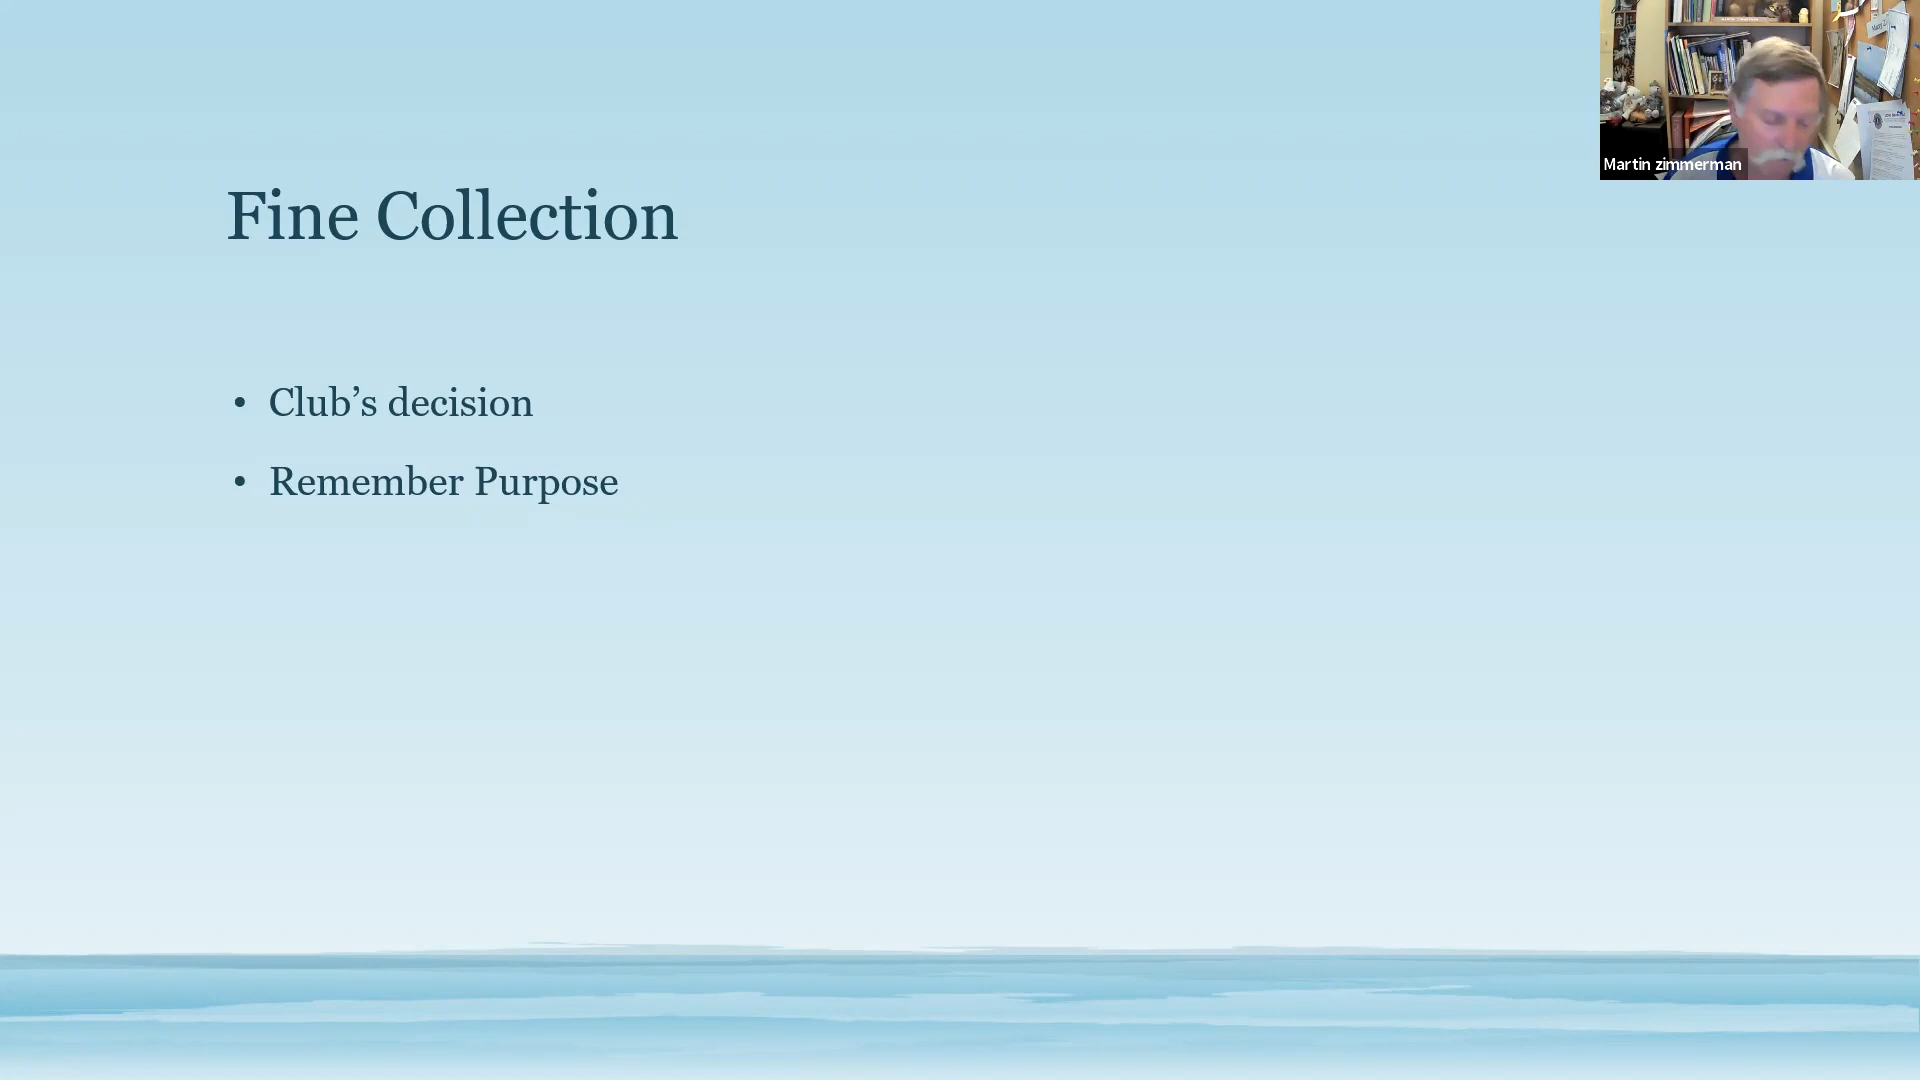 Fine Collection
• Club’s decision
• Remember Purpose
Martin zimmerman